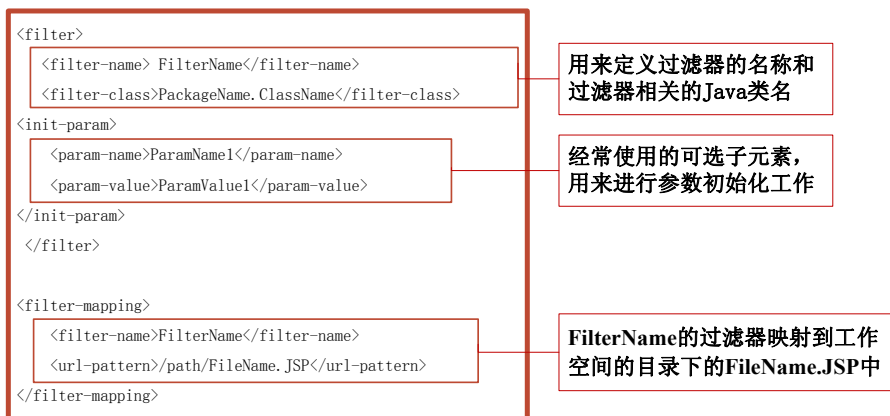 <filter>
<filter-name> FilterName</filter-name>
<filter-class>PackageName.ClassName</filter-class>
用来定义过滤器的名称和
过滤器相关的Java类名
<init-param>
<param-name>ParamName1</param-name>
<param-value>ParamValue1</param-value>
经常使用的可选子元素,
用来进行参数初始化工作
</init-param>
</filter>
<filter-mapping>
<filter-name>FilterName</filter-name>
<url-pattern>/path/FileName.JSP</url-pattern>
FilterName的过滤器映射到工作
空间的目录下的FileName.JSP中
</filter-mapping>